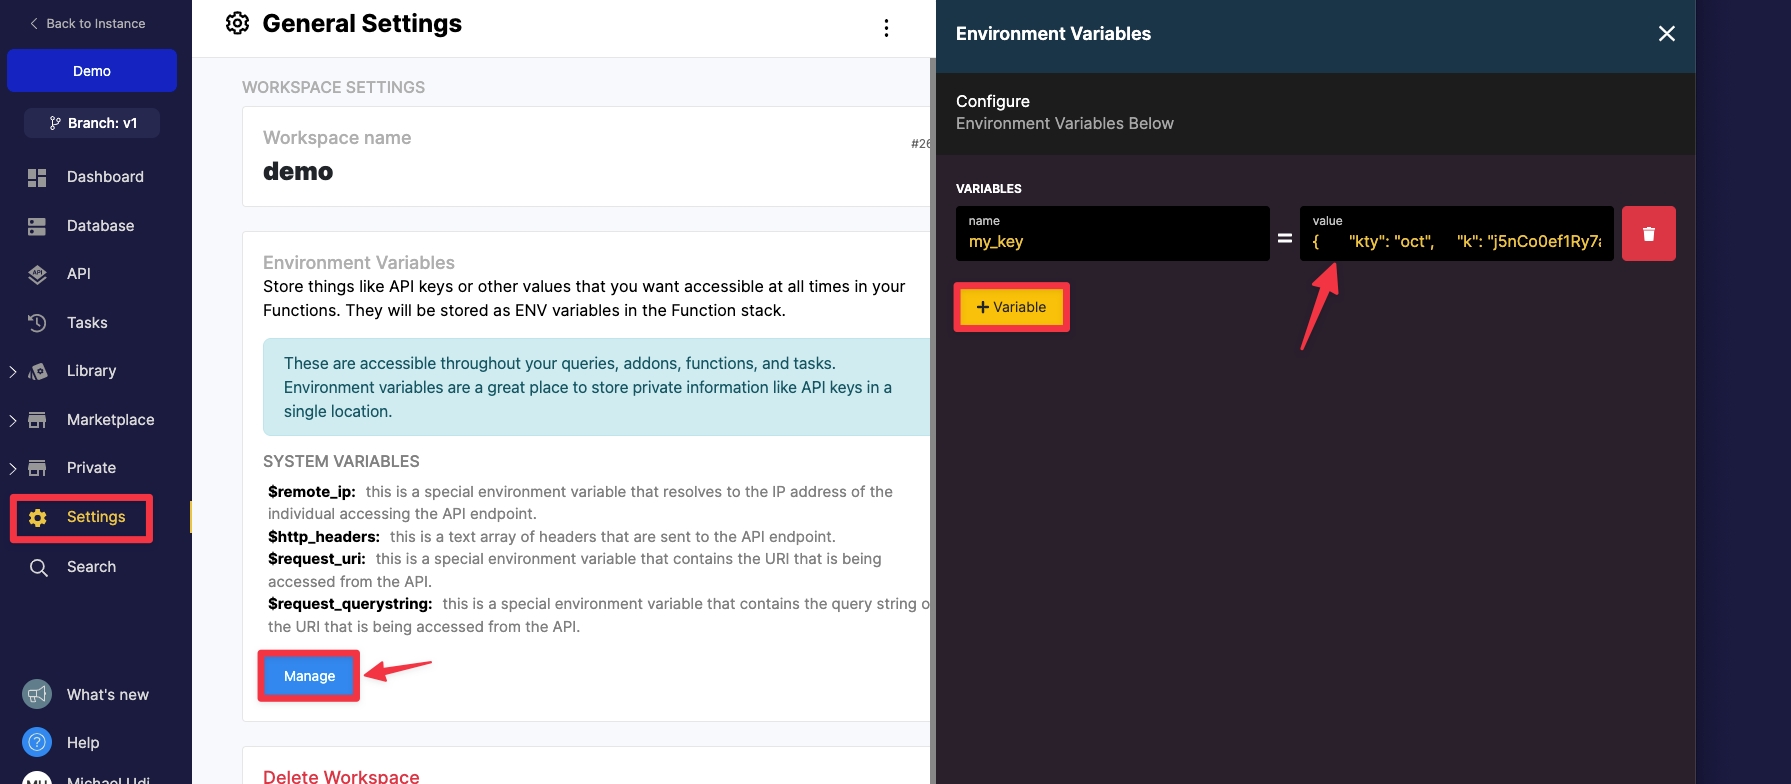 Back to Instance
Demo
Branch: v1
Dashboard
Database
API
Tasks
Library
Marketplace
Private
Settings
Search
What's new
Help
General Settings
WORKSPACE SETTINGS
Workspace name
#26
demo
Environment Variables
Store things like API keys or other values that you want accessible at all times in your
Functions. They will be stored as ENV variables in the Function stack.
These are accessible throughout your queries, addons, functions, and tasks.
Environment variables are a great place to store private information like API keys in a
single location.
SYSTEM VARIABLES
$remote_ip: this is a special environment variable that resolves to the IP address of the
individual accessing the API endpoint.
$http_headers: this is a text array of headers that are sent to the API endpoint.
$request_uri: this is a special environment variable that contains the URI that is being
accessed from the API.
$request_querystring: this is a special environment variable that contains the query string
the URI that is being accessed from the API.
Manage
Delete Workspace
Environment Variables
Configure
Environment Variables Below
VARIABLES
name
my_key
=
value
{ "kty": "oct", "k": "j5nCo0ef1Ry7
+ Variable